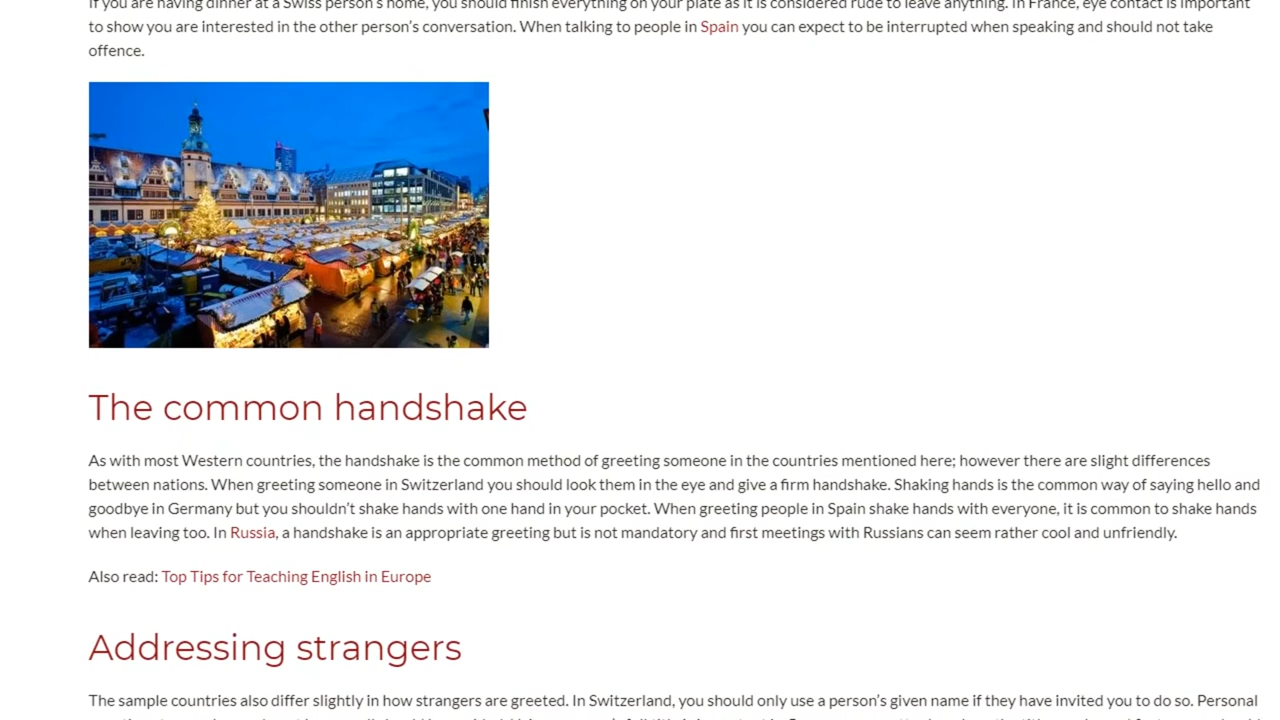 If you are having dinner at a Swiss person's home, you should finish everything on your plate as it is considered rude to leave anything. In France, eye contact is important
to show you are interested in the other person's conversation. When talking to people in Spain you can expect to be interrupted when speaking and should not take
offence.
The common handshake
As with most Western countries, the handshake is the common method of greeting someone in the countries mentioned here; however there are slight differences
between nations. When greeting someone in Switzerland you should look them in the eye and give a firm handshake. Shaking hands is the common way of saying hello and
goodbye in Germany but you shouldn't shake hands with one hand in your pocket. When greeting people in Spain shake hands with everyone, it is common to shake hands
when leaving too. In Russia, a handshake is an appropriate greeting but is not mandatory and first meetings with Russians can seem rather cool and unfriendly.
Also read: Top Tips for Teaching English in Europe
Addressing strangers
The sample countries also differ slightly in how strangers are greeted. In Switzerland, you should only use a person's given name if they have invited you to do so. Personal